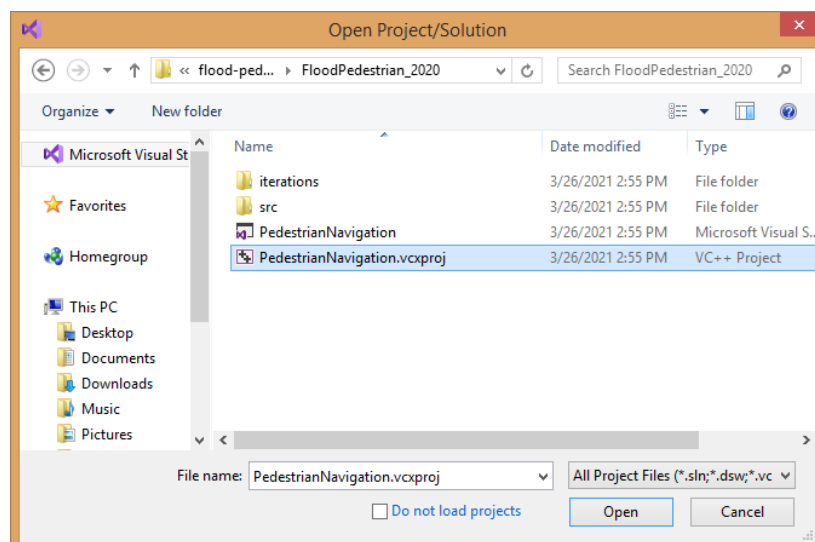 Open Project/Solution
« flood-ped... FloodPedestrian_2020 Search FloodPedestrian_2020
Organize New folder
Microsoft Visual St
Favorites
Homegroup
This PC
Desktop
Documents
Downloads
Music
Pictures
Name Date modified Type
iterations 3/26/2021 2:55 PM File folder
src 3/26/2021 2:55 PM File folder
PedestrianNavigation 3/26/2021 2:55 PM Microsoft Visual S..
PedestrianNavigation.vcxproj 3/26/2021 2:55 PM VC++ Project
File name: PedestrianNavigation.vcxproj All Project Files (*.sln;*.dsw;*.vc
Do not load projects Open Cancel